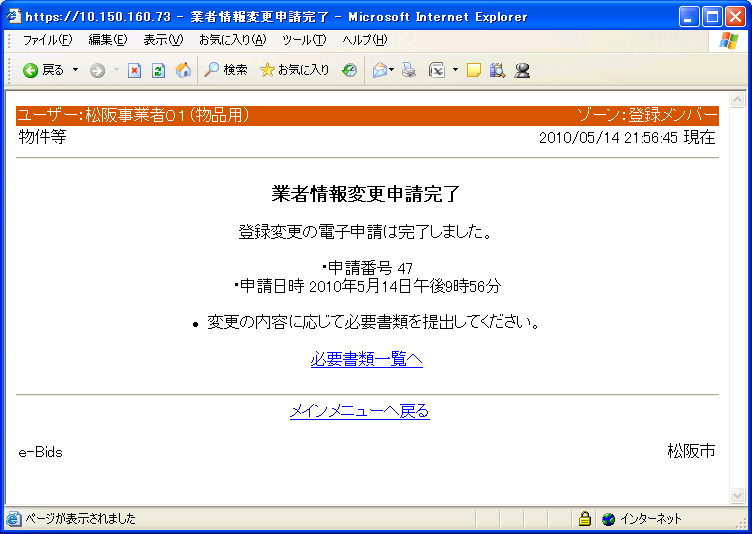 https://10.150.160.73 - 業者情報変更申請完了 - Microsoft Internet Explorer
ファイル(F) 編集(E) 表示(V) お気に入り(A) ツール(T) ヘルプ(H)
戻る 検索 お気に入り
ユーザー：松阪事業者０１（物品用） ゾーン：登録メンバー
物件等 2010/05/14 21:56:45 現在
業者情報変更申請完了
登録変更の電子申請は完了しました。
・申請番号 47
・申請日時 2010年5月14日午後9時56分
• 変更の内容に応じて必要書類を提出してください。
必要書類一覧へ
メインメニューへ戻る
e-Bids 松阪市
ページが表示されました インターネット